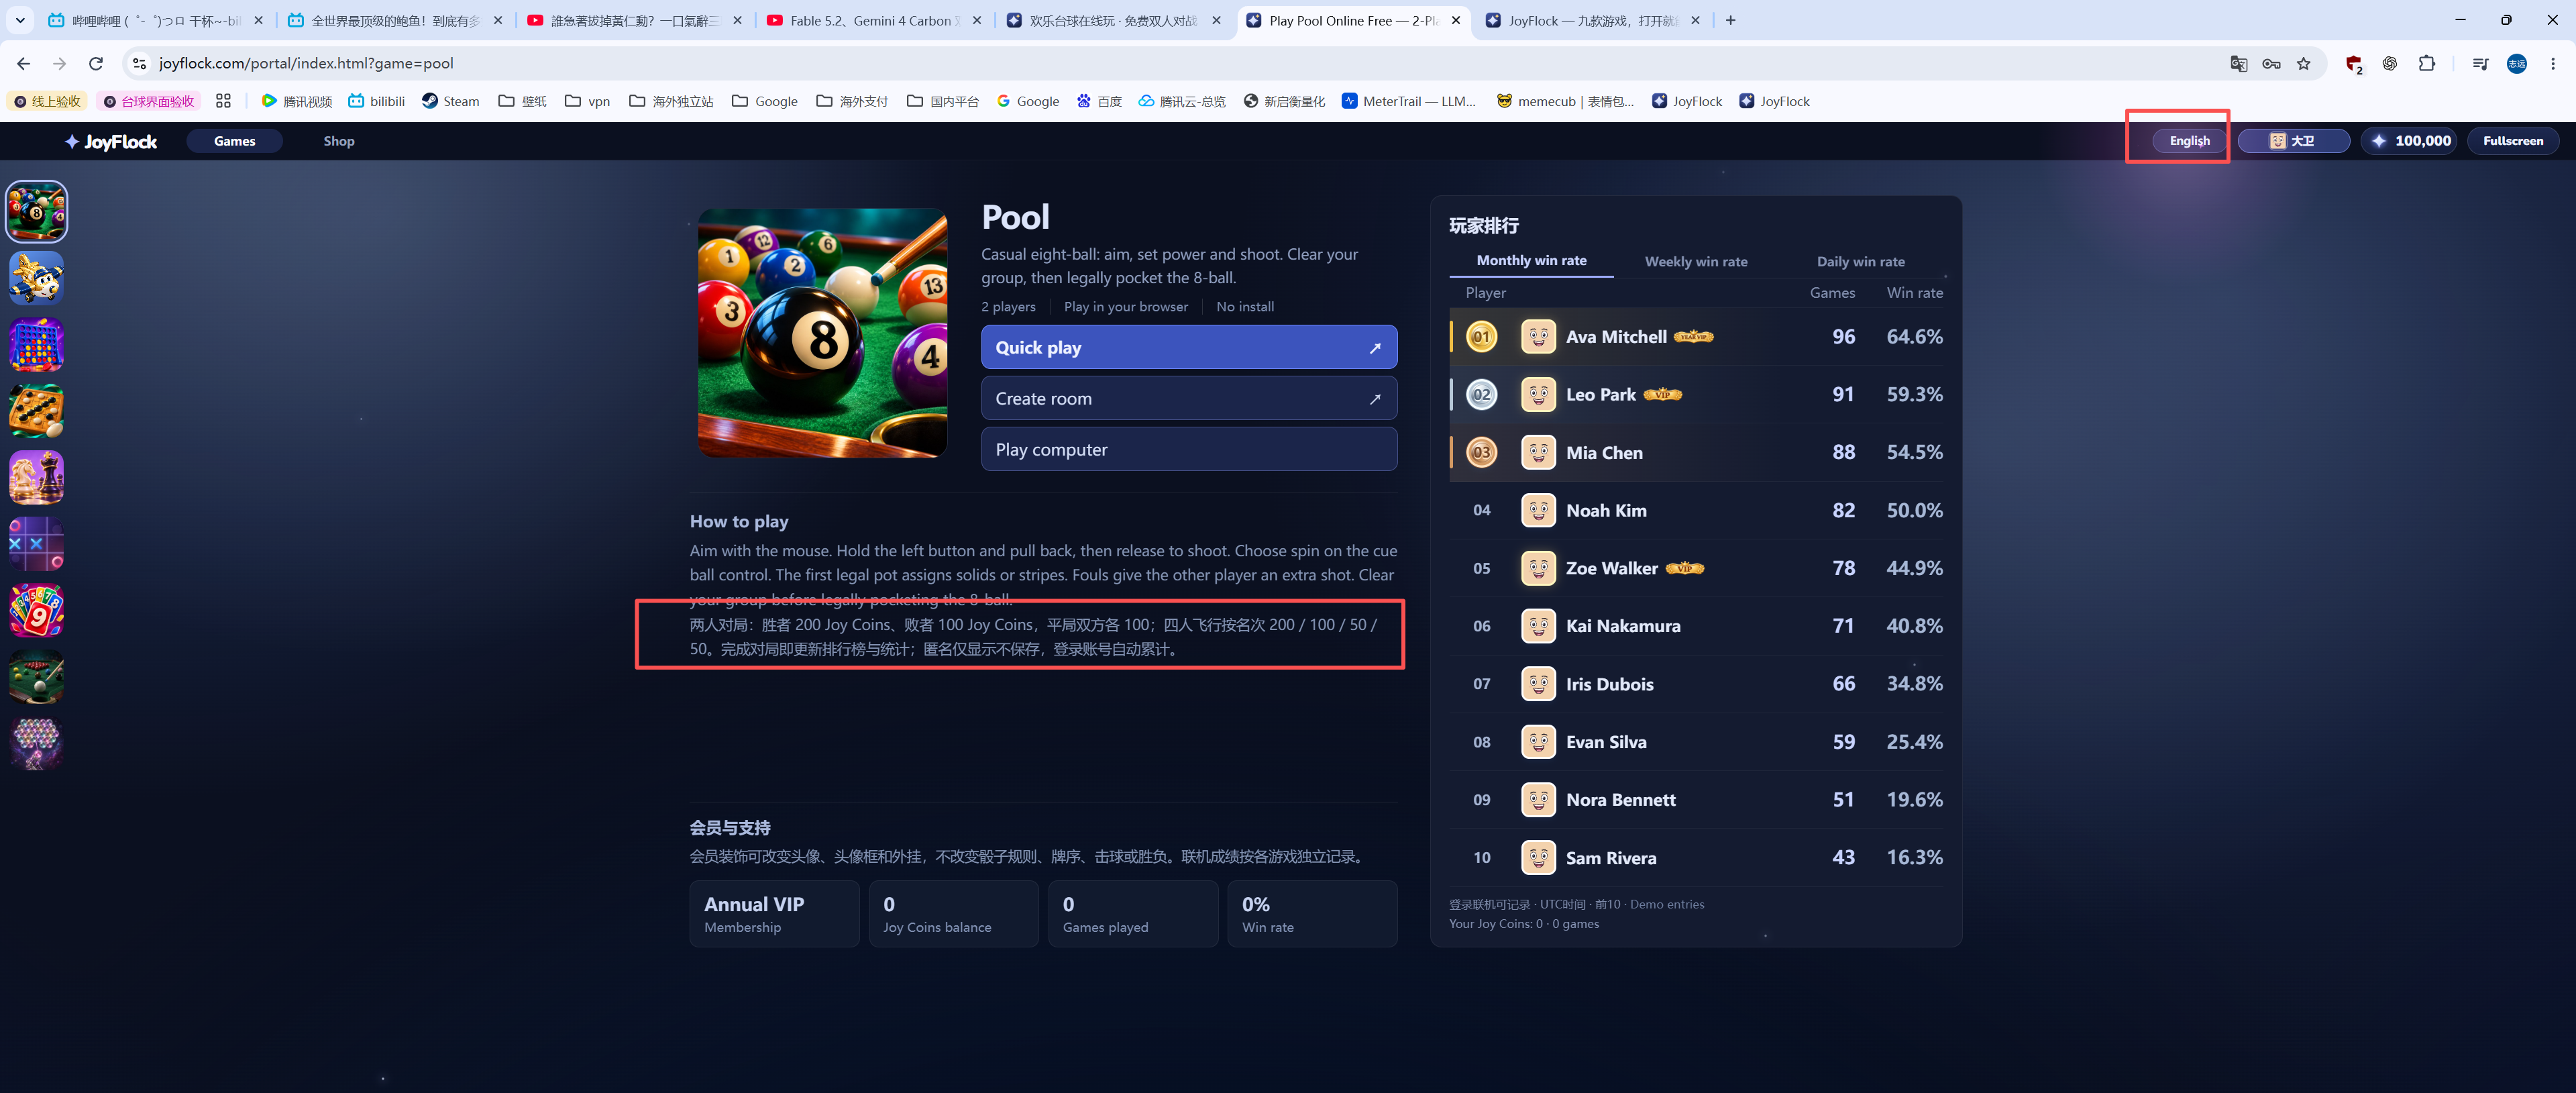 哔哩哔哩 (゜-゜)つロ 干杯~-bil
全世界最顶级的鲍鱼！到底有多
誰急著拔掉黃仁勳？一口氣辭三
Fable 5.2、Gemini 4 Carbon
欢乐台球在线玩 · 免费双人对战
Play Pool Online Free — 2-Pla
JoyFlock — 九款游戏，打开就
joyflock.com/portal/index.html?game=pool
2
志远
线上验收
台球界面验收
腾讯视频
bilibili
Steam
壁纸
vpn
海外独立站
Google
海外支付
国内平台
Google
百度
腾讯云-总览
新启衡量化
MeterTrail — LLM...
memecub | 表情包...
JoyFlock
JoyFlock
JoyFlock
Games
Shop
English
大卫
100,000
Fullscreen
Pool
Casual eight-ball: aim, set power and shoot. Clear your
group, then legally pocket the 8-ball.
2 players
Play in your browser
No install
Quick play
Create room
Play computer
How to play
Aim with the mouse. Hold the left button and pull back, then release to shoot. Choose spin on the cue
ball control. The first legal pot assigns solids or stripes. Fouls give the other player an extra shot. Clear
your group before legally pocketing the 8-ball.
两人对局：胜者 200 Joy Coins、败者 100 Joy Coins，平局双方各 100；四人飞行按名次 200 / 100 / 50 /
50。完成对局即更新排行榜与统计；匿名仅显示不保存，登录账号自动累计。
会员与支持
会员装饰可改变头像、头像框和外挂，不改变骰子规则、牌序、击球或胜负。联机成绩按各游戏独立记录。
Annual VIP
Membership
0
Joy Coins balance
0
Games played
0%
Win rate
玩家排行
Monthly win rate
Weekly win rate
Daily win rate
Player
Games
Win rate
01 Ava Mitchell YEAR VIP 96 64.6%
02 Leo Park VIP 91 59.3%
03 Mia Chen 88 54.5%
04 Noah Kim 82 50.0%
05 Zoe Walker VIP 78 44.9%
06 Kai Nakamura 71 40.8%
07 Iris Dubois 66 34.8%
08 Evan Silva 59 25.4%
09 Nora Bennett 51 19.6%
10 Sam Rivera 43 16.3%
登录联机可记录 · UTC时间 · 前10 · Demo entries
Your Joy Coins: 0 · 0 games